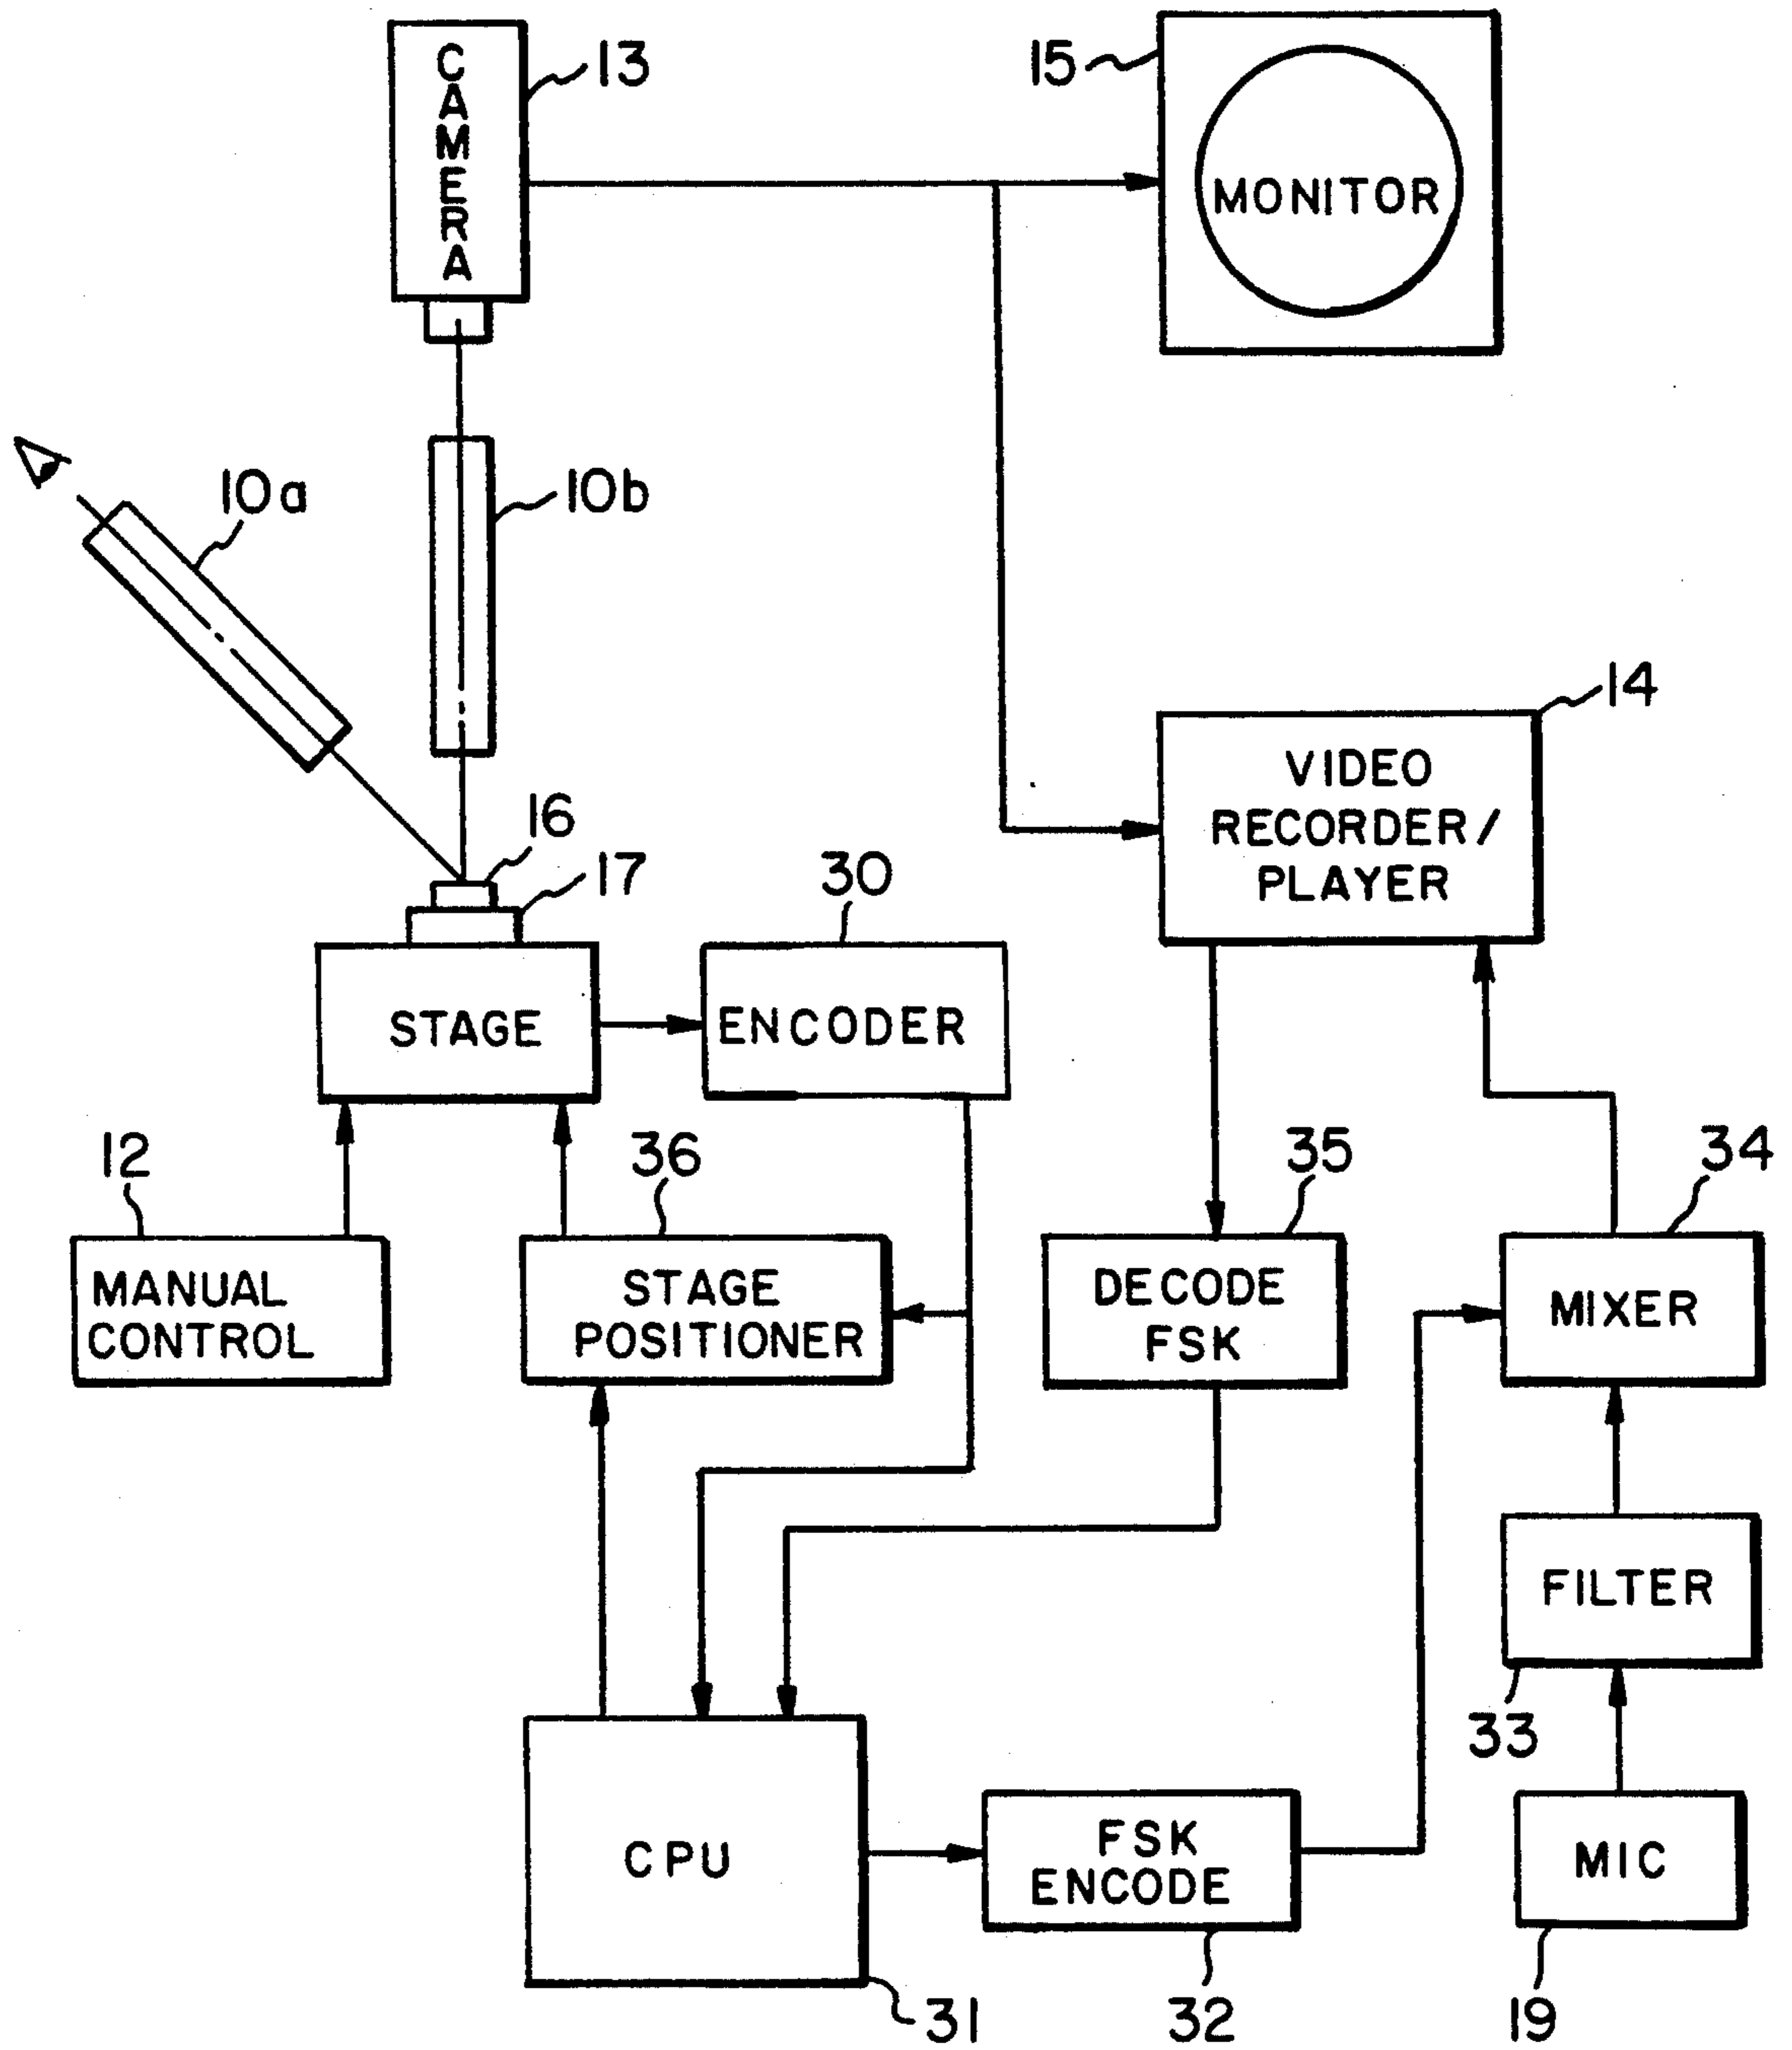 CAMERA
13
15
MONITOR
10a
10b
14
VIDEO
RECORDER/
PLAYER
16
17
30
STAGE
ENCODER
12
36
35
34
MANUAL
CONTROL
STAGE
POSITIONER
DECODE
FSK
MIXER
FILTER
33
CPU
FSK
ENCODE
MIC
31
32
19